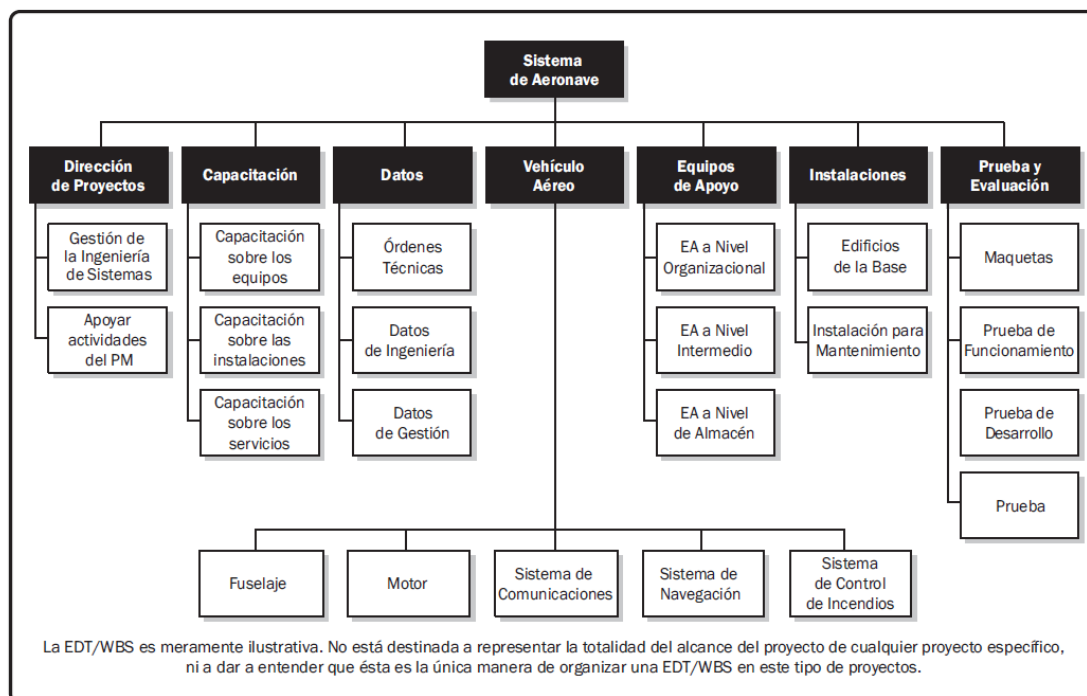 Sistema
de Aeronave
Dirección
de Proyectos
Capacitación
Datos
Vehículo
Aéreo
Equipos
de Apoyo
Instalaciones
Prueba y
Evaluación
Gestión de
la Ingeniería
de Sistemas
Apoyar
actividades
del PM
Capacitación
sobre los
equipos
Capacitación
sobre las
instalaciones
Capacitación
sobre los
servicios
Órdenes
Técnicas
Datos
de Ingeniería
Datos
de Gestión
EA a Nivel
Organizacional
EA a Nivel
Intermedio
EA a Nivel
de Almacén
Edificios
de la Base
Instalación para
Mantenimiento
Maquetas
Prueba de
Funcionamiento
Prueba de
Desarrollo
Prueba
Fuselaje
Motor
Sistema de
Comunicaciones
Sistema de
Navegación
Sistema
de Control
de Incendios
La EDT/WBS es meramente ilustrativa. No está destinada a representar la totalidad del alcance del proyecto de cualquier proyecto específico,
ni a dar a entender que ésta es la única manera de organizar una EDT/WBS en este tipo de proyectos.